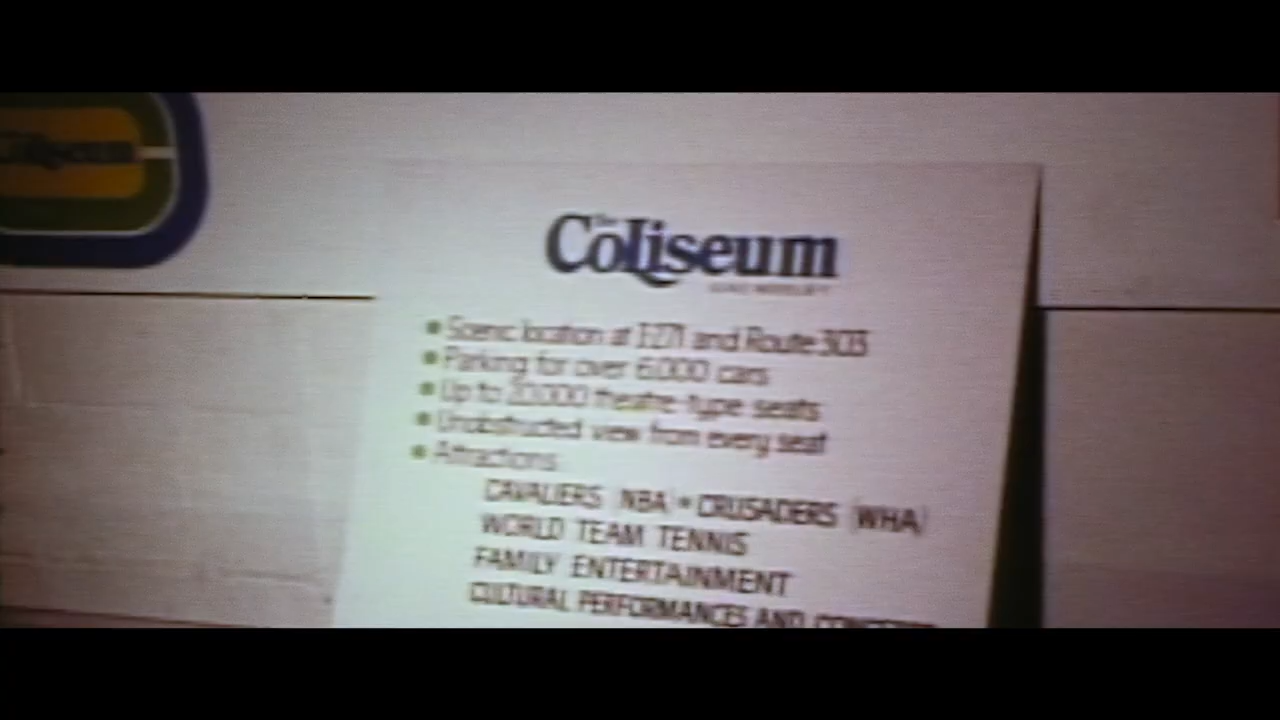 The
Coliseum
• Scenic location at I-271 and Route 303
• Parking for over 6,000 cars
• Up to 20,000 theatre-type seats
• Unobstructed view from every seat
• Attractions:
CAVALIERS (NBA) • CRUSADERS (WHA)
WORLD TEAM TENNIS
FAMILY ENTERTAINMENT
CULTURAL PERFORMANCES AND